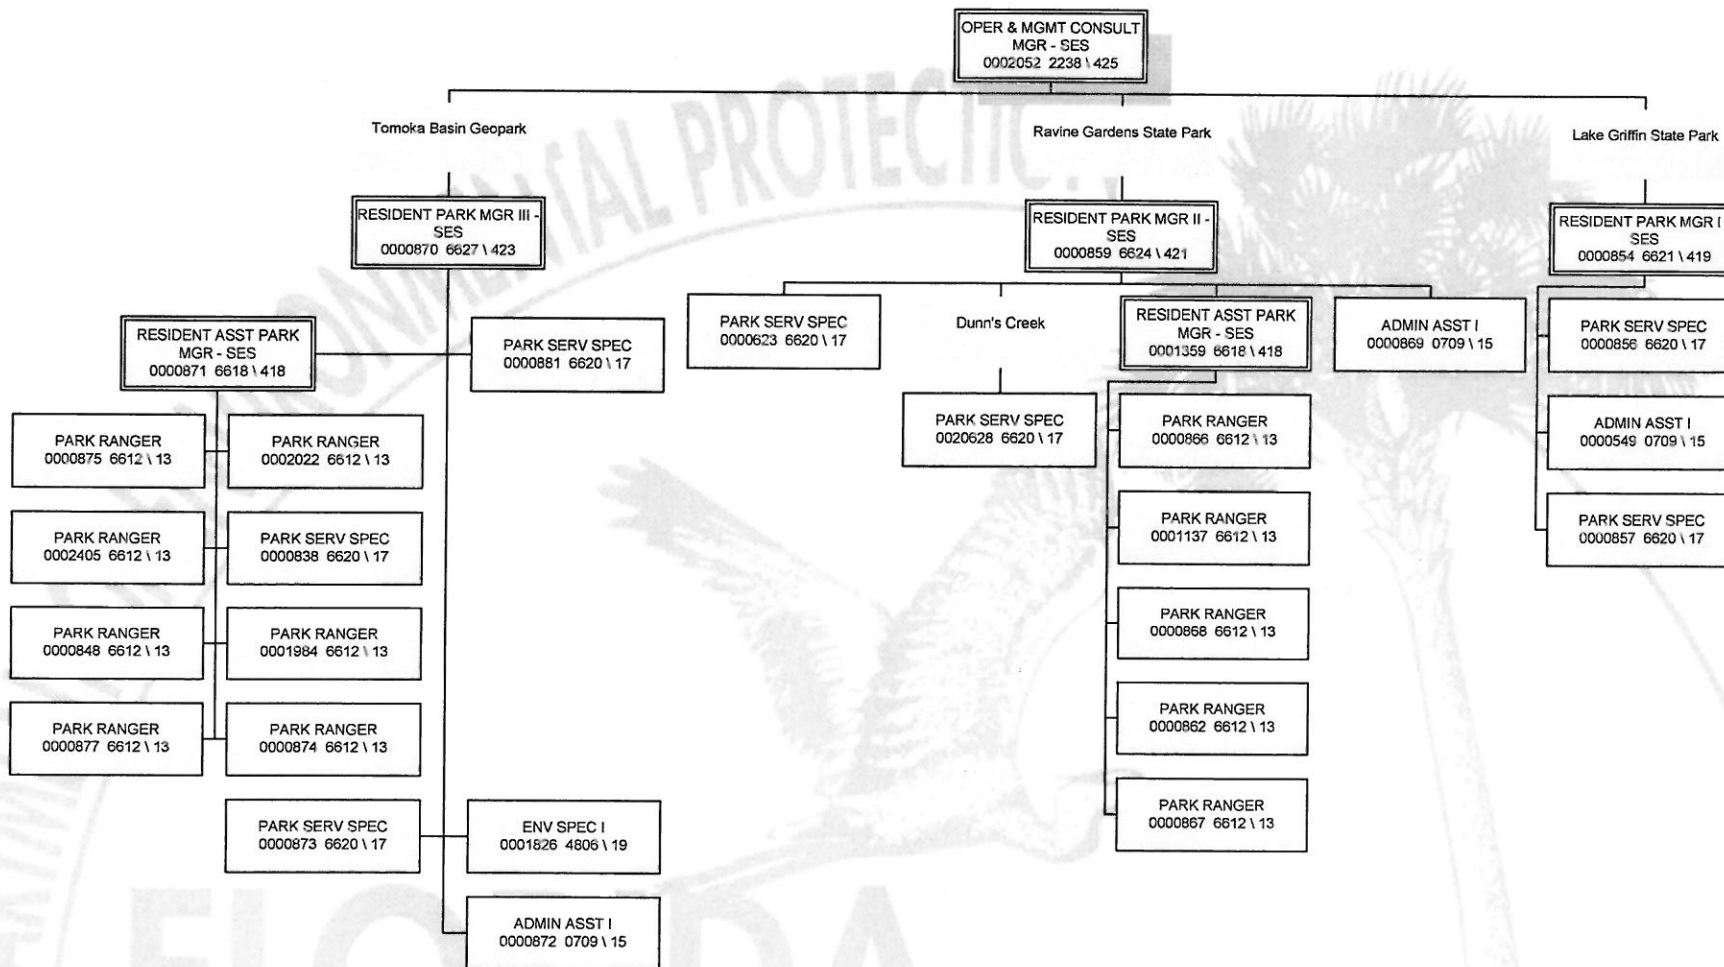 OPER & MGMT CONSULT
MGR - SES
0002052 2238 \ 425
Tomoka Basin Geopark
RESIDENT PARK MGR III -
SES
0000870 6627 \ 423
RESIDENT ASST PARK
MGR - SES
0000871 6618 \ 418
PARK SERV SPEC
0000881 6620 \ 17
PARK RANGER
0000875 6612 \ 13
PARK RANGER
0002022 6612 \ 13
PARK RANGER
0002405 6612 \ 13
PARK SERV SPEC
0000838 6620 \ 17
PARK RANGER
0000848 6612 \ 13
PARK RANGER
0001984 6612 \ 13
PARK RANGER
0000877 6612 \ 13
PARK RANGER
0000874 6612 \ 13
PARK SERV SPEC
0000873 6620 \ 17
ENV SPEC I
0001826 4806 \ 19
ADMIN ASST I
0000872 0709 \ 15
Ravine Gardens State Park
RESIDENT PARK MGR II -
SES
0000859 6624 \ 421
PARK SERV SPEC
0000623 6620 \ 17
Dunn's Creek
PARK SERV SPEC
0020628 6620 \ 17
RESIDENT ASST PARK
MGR - SES
0001359 6618 \ 418
ADMIN ASST I
0000869 0709 \ 15
PARK RANGER
0000866 6612 \ 13
PARK RANGER
0001137 6612 \ 13
PARK RANGER
0000868 6612 \ 13
PARK RANGER
0000862 6612 \ 13
PARK RANGER
0000867 6612 \ 13
Lake Griffin State Park
RESIDENT PARK MGR I
SES
0000854 6621 \ 419
PARK SERV SPEC
0000856 6620 \ 17
ADMIN ASST I
0000549 0709 \ 15
PARK SERV SPEC
0000857 6620 \ 17
ENVIRONMENTAL PROTECTION
FLORIDA